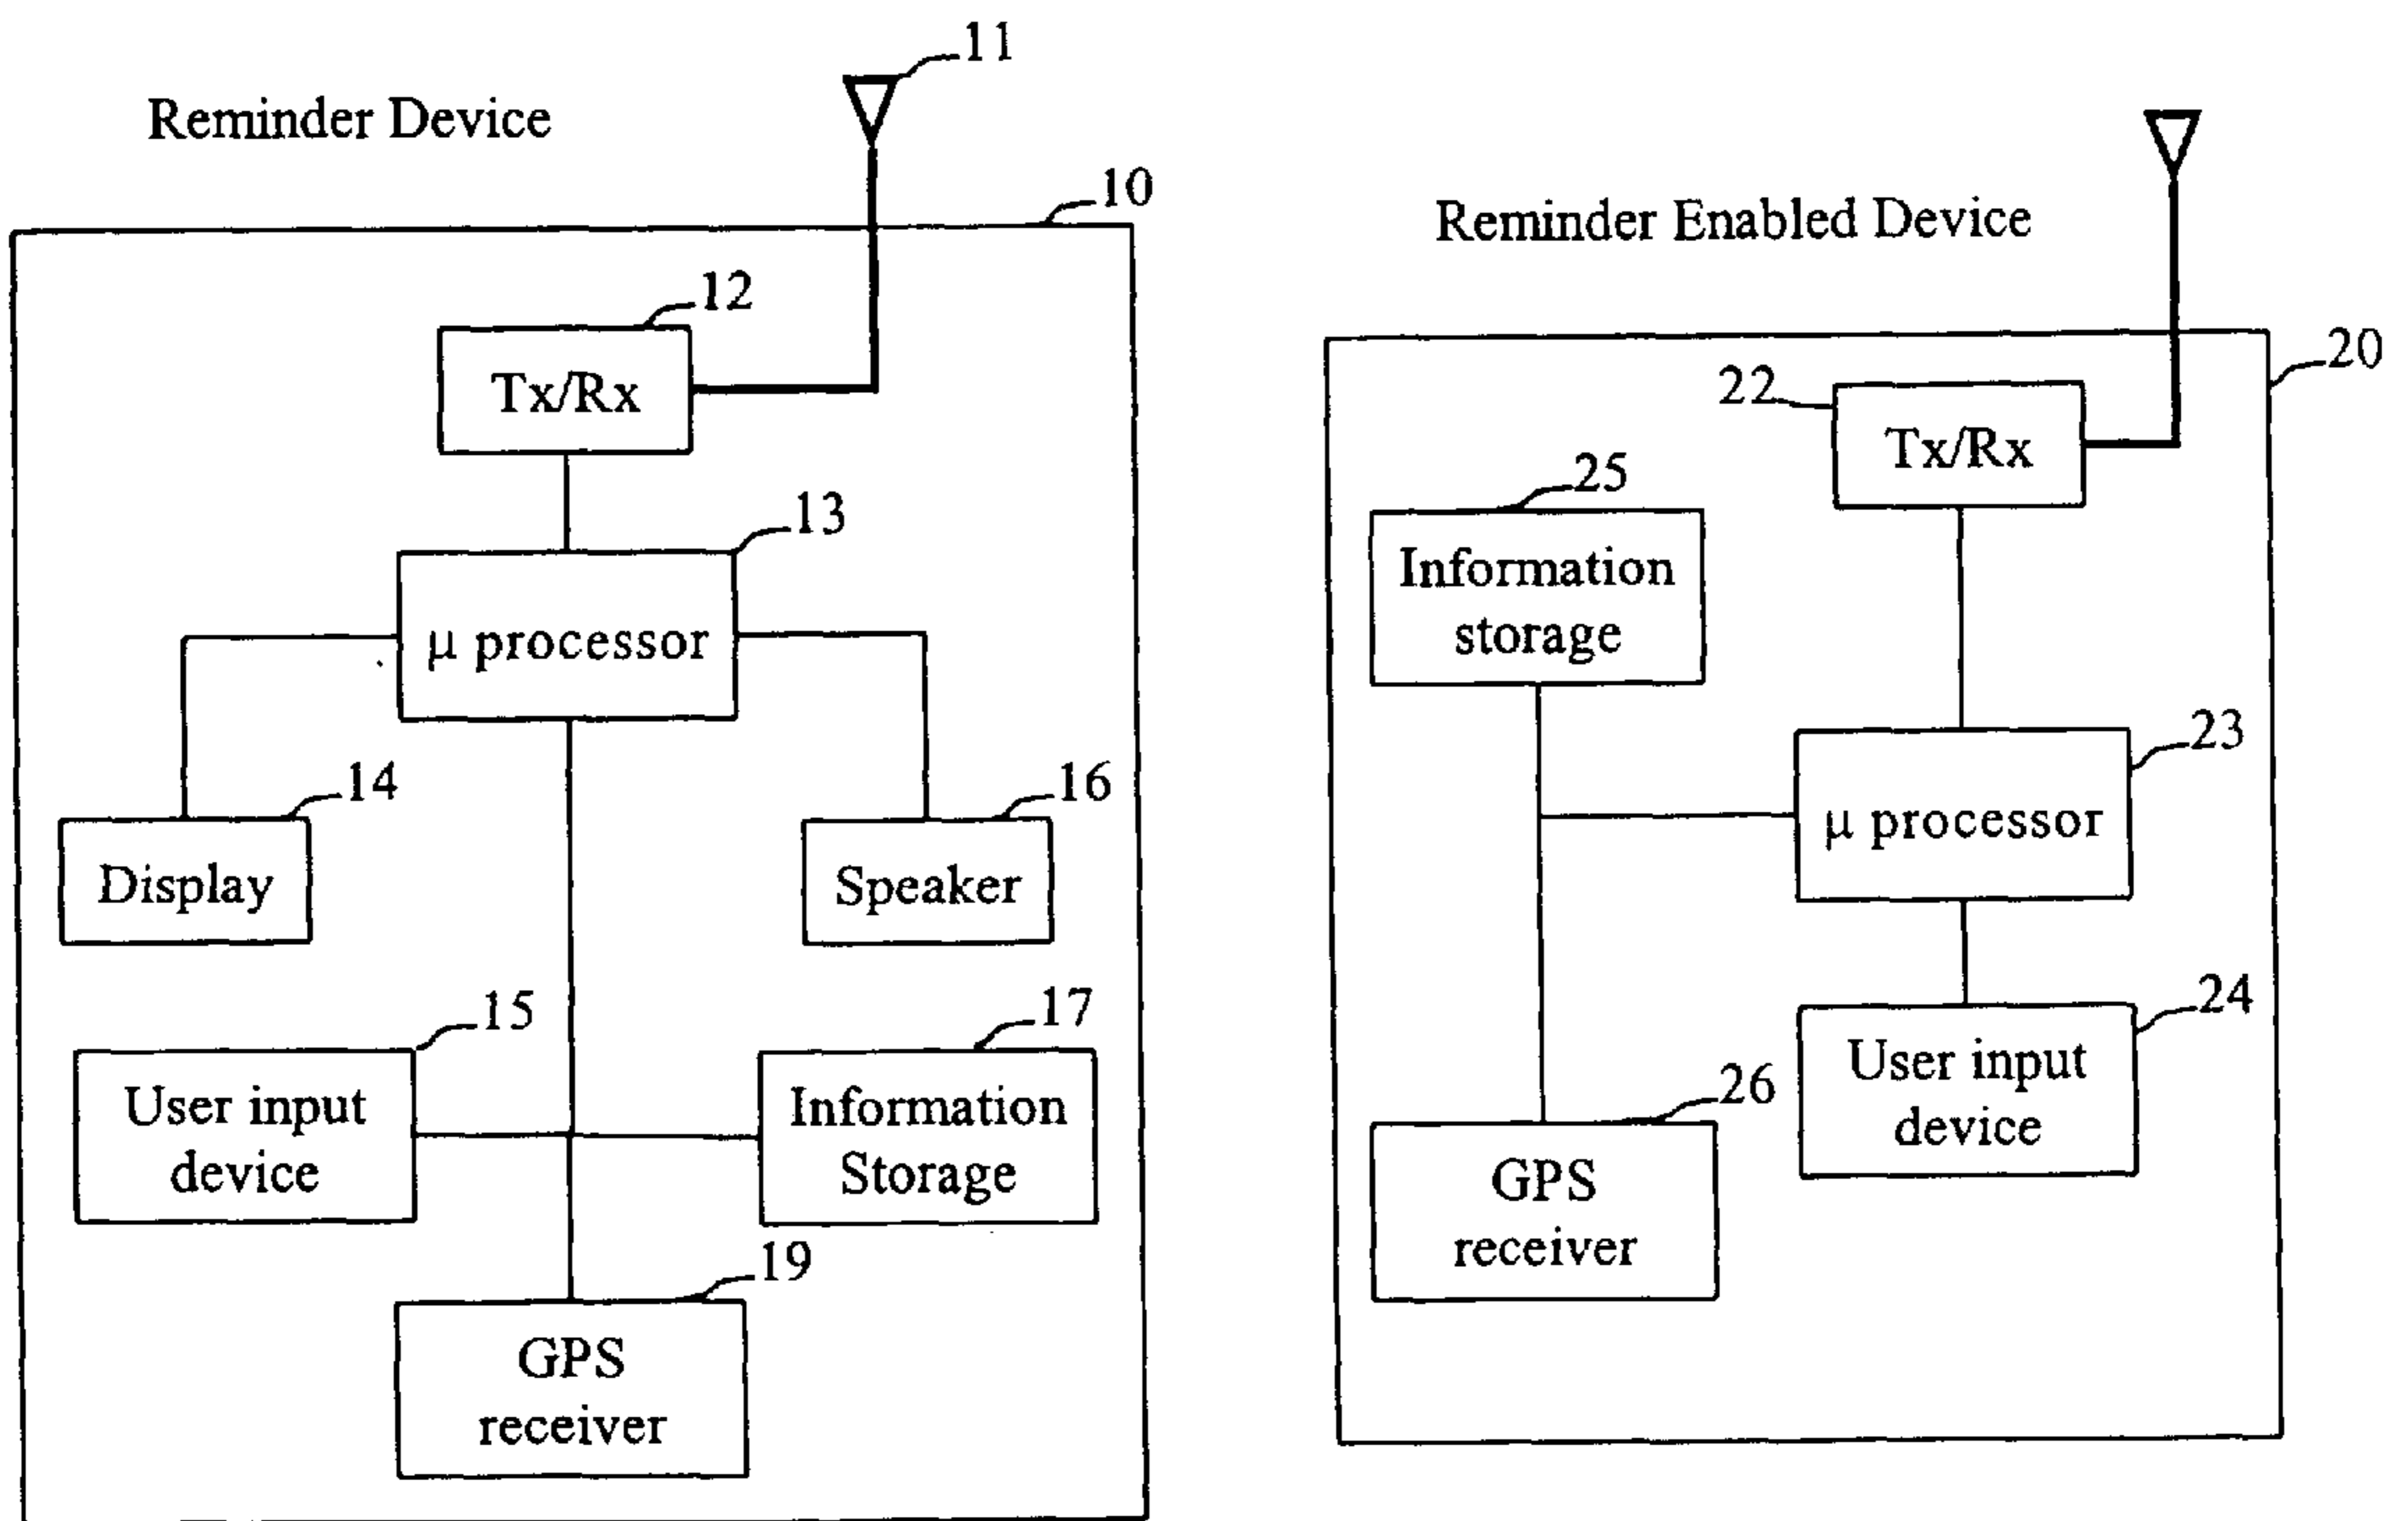 Reminder Device
11
10
12
Tx/Rx
13
μ processor
14
Display
16
Speaker
15
User input
device
17
Information
Storage
19
GPS
receiver
Reminder Enabled Device
20
22
Tx/Rx
25
Information
storage
23
μ processor
24
User input
device
26
GPS
receiver